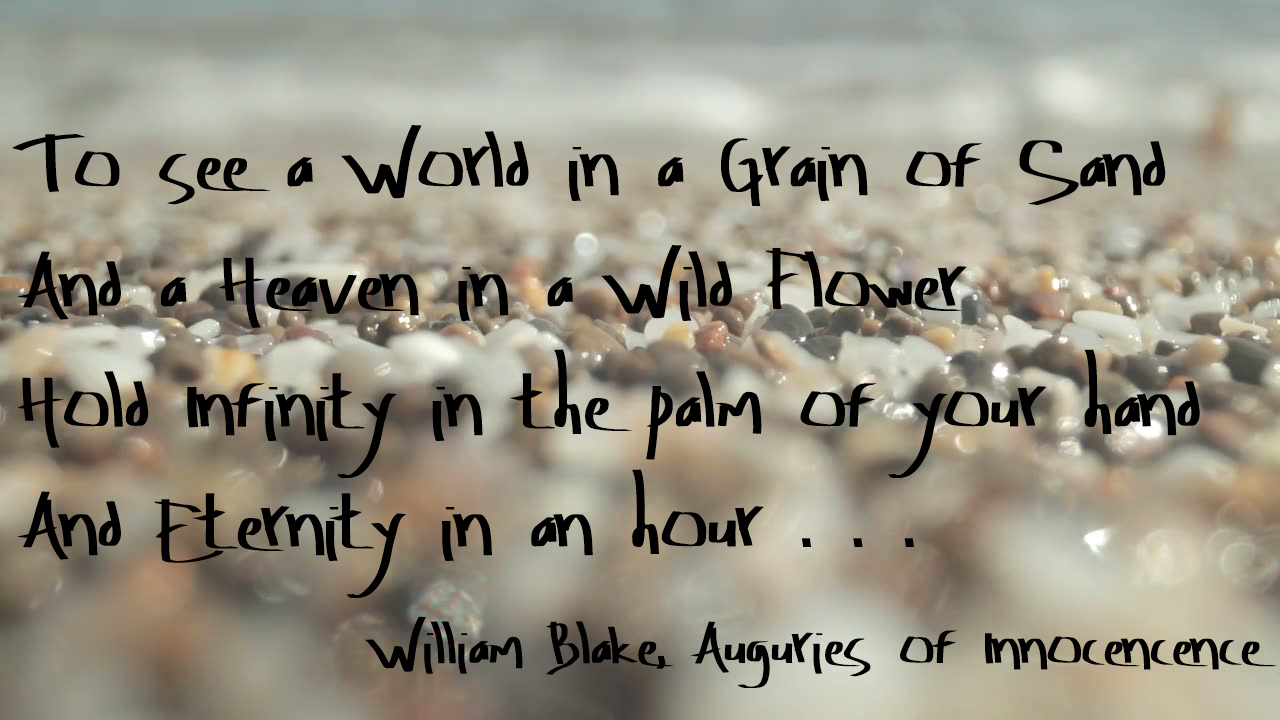 To see a World in a Grain of Sand
And a Heaven in a Wild Flower
Hold Infinity in the palm of your hand
And Eternity in an hour . . .
William Blake, Auguries of Innocencence